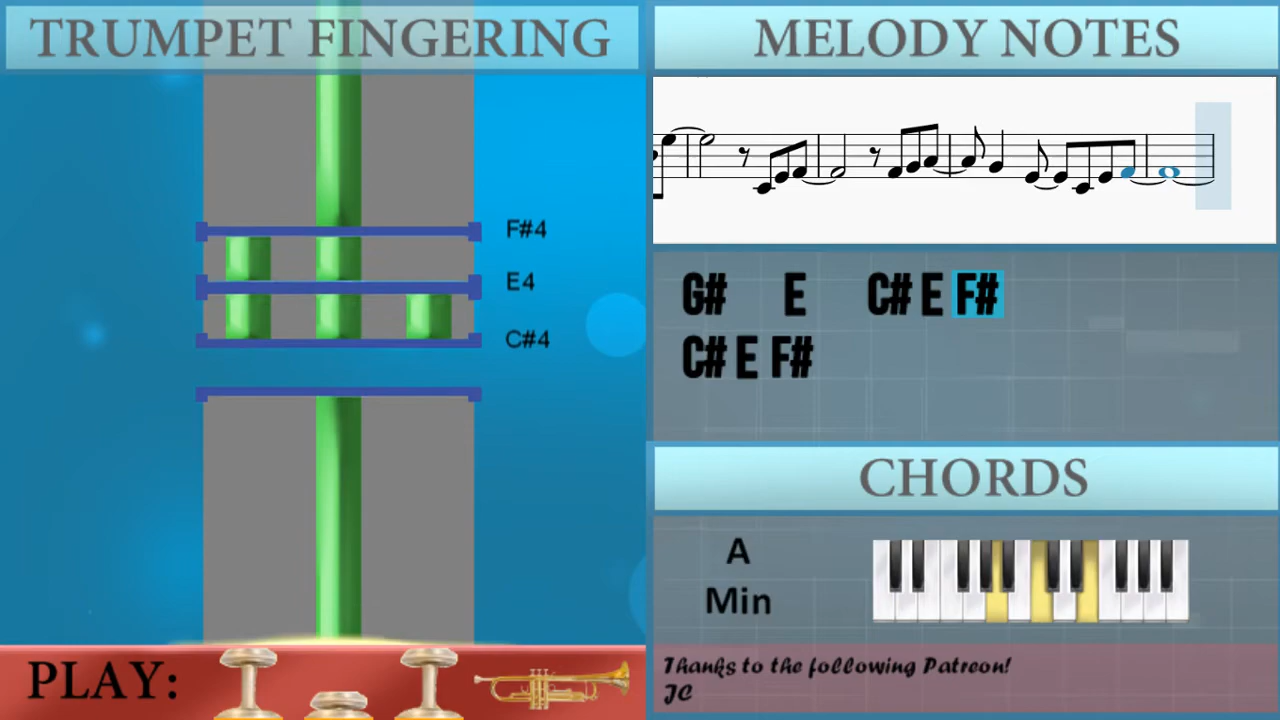 TRUMPET FINGERING
F#4
E4
C#4
PLAY:
MELODY NOTES
G# E C# E F#
C# E F#
CHORDS
A
Min
Thanks to the following Patreon!
JC